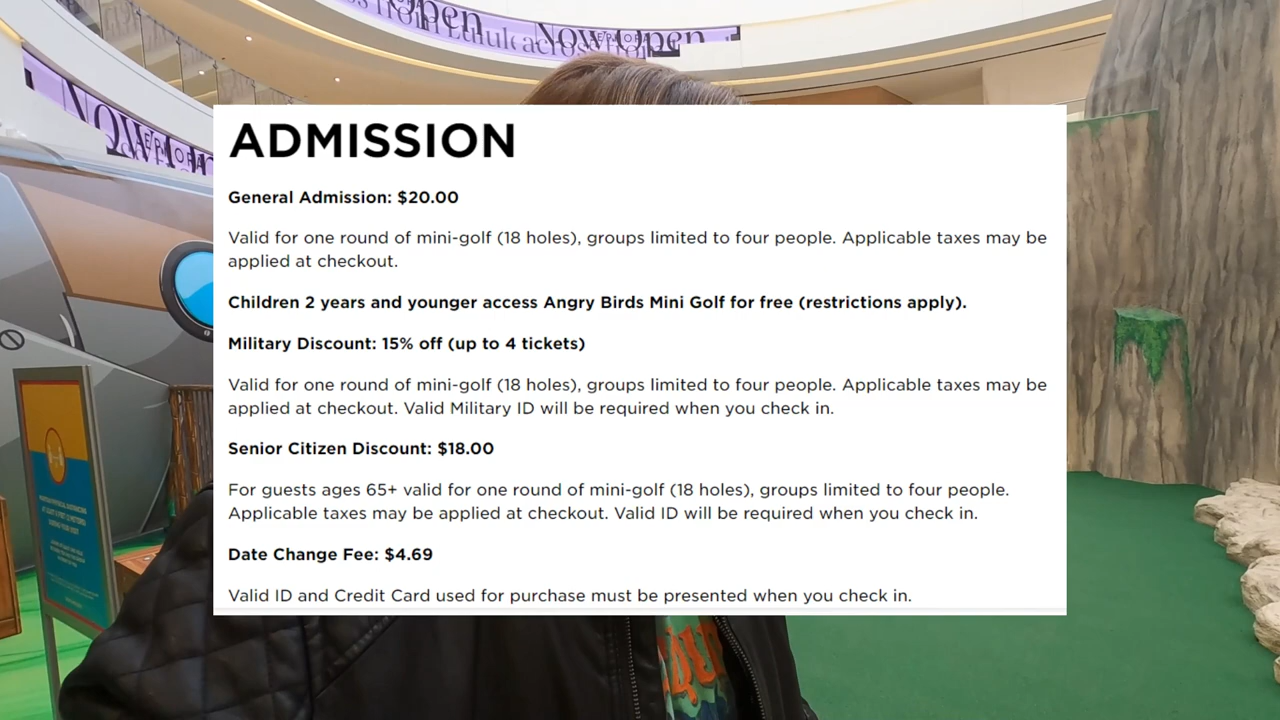 Now open
Now open
ADMISSION
General Admission: $20.00
Valid for one round of mini-golf (18 holes), groups limited to four people. Applicable taxes may be
applied at checkout.
Children 2 years and younger access Angry Birds Mini Golf for free (restrictions apply).
Military Discount: 15% off (up to 4 tickets)
Valid for one round of mini-golf (18 holes), groups limited to four people. Applicable taxes may be
applied at checkout. Valid Military ID will be required when you check in.
Senior Citizen Discount: $18.00
For guests ages 65+ valid for one round of mini-golf (18 holes), groups limited to four people.
Applicable taxes may be applied at checkout. Valid ID will be required when you check in.
Date Change Fee: $4.69
Valid ID and Credit Card used for purchase must be presented when you check in.